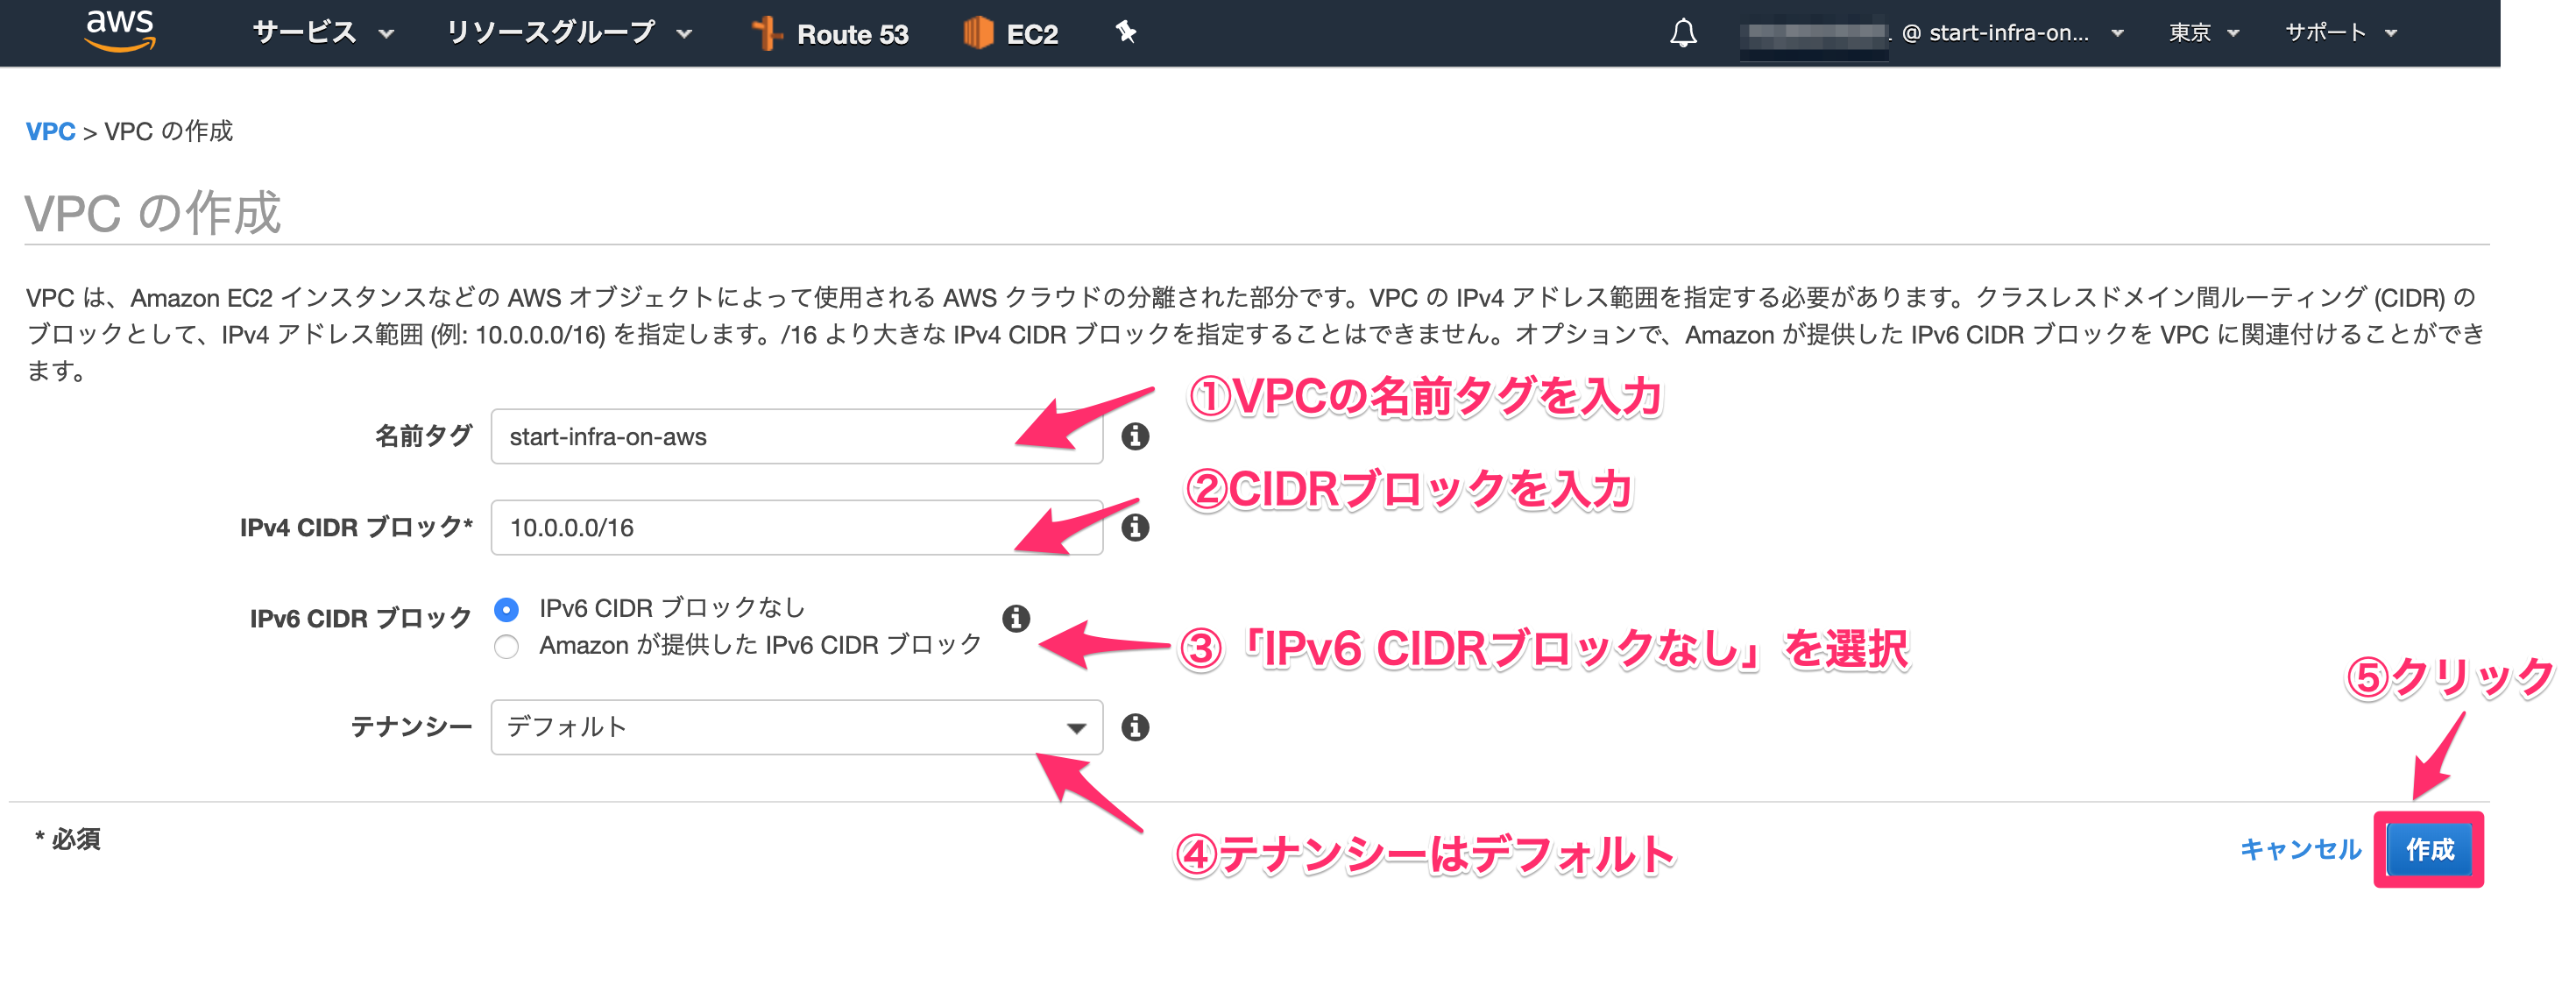 aws サービス リソースグループ Route 53 EC2 @ start-infra-on... 東京 サポート
VPC > VPC の作成
VPC の作成
VPC は、Amazon EC2 インスタンスなどの AWS オブジェクトによって使用される AWS クラウドの分離された部分です。VPC の IPv4 アドレス範囲を指定する必要があります。クラスレスドメイン間ルーティング (CIDR) の
ブロックとして、IPv4 アドレス範囲 (例: 10.0.0.0/16) を指定します。/16 より大きな IPv4 CIDR ブロックを指定することはできません。オプションで、Amazon が提供した IPv6 CIDR ブロックを VPC に関連付けることができ
ます。
①VPCの名前タグを入力
名前タグ start-infra-on-aws
②CIDRブロックを入力
IPv4 CIDR ブロック* 10.0.0.0/16
IPv6 CIDR ブロック IPv6 CIDR ブロックなし
Amazon が提供した IPv6 CIDR ブロック
③「IPv6 CIDRブロックなし」を選択
⑤クリック
テナンシー デフォルト
* 必須
④テナンシーはデフォルト
キャンセル 作成